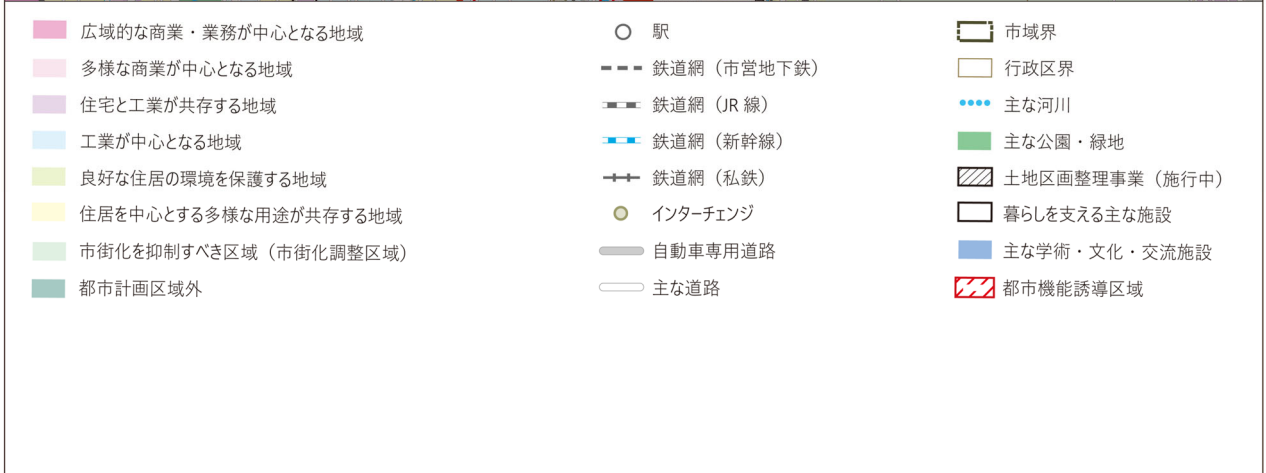 広域的な商業・業務が中心となる地域
多様な商業が中心となる地域
住宅と工業が共存する地域
工業が中心となる地域
良好な住居の環境を保護する地域
住居を中心とする多様な用途が共存する地域
市街化を抑制すべき区域（市街化調整区域）
都市計画区域外
駅
鉄道網（市営地下鉄）
鉄道網（JR 線）
鉄道網（新幹線）
鉄道網（私鉄）
インターチェンジ
自動車専用道路
主な道路
市域界
行政区界
主な河川
主な公園・緑地
土地区画整理事業（施行中）
暮らしを支える主な施設
主な学術・文化・交流施設
都市機能誘導区域